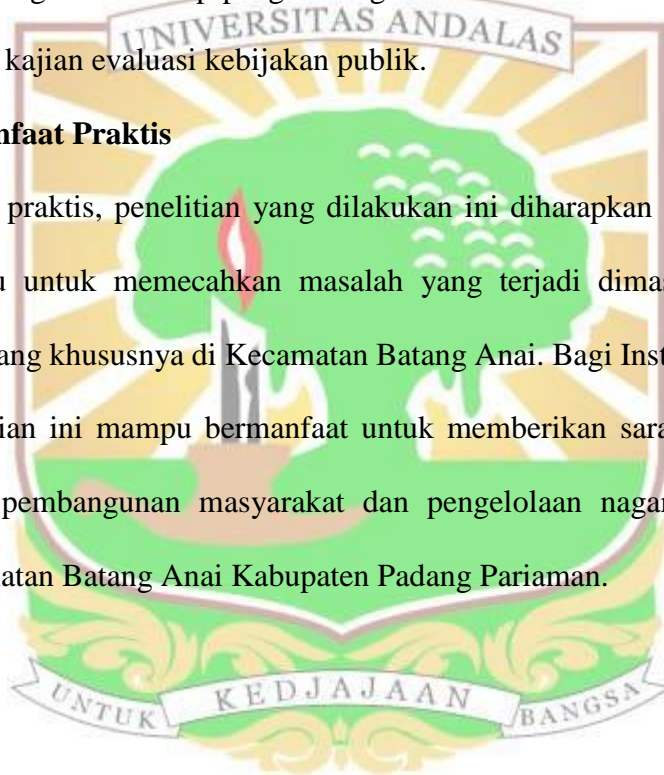 UNIVERSITAS ANDALAS
kajian evaluasi kebijakan publik.
nfaat Praktis
praktis, penelitian yang dilakukan ini diharapkan
u untuk memecahkan masalah yang terjadi dimas
ang khususnya di Kecamatan Batang Anai. Bagi Inst
ian ini mampu bermanfaat untuk memberikan sara
pembangunan masyarakat dan pengelolaan nagar
atan Batang Anai Kabupaten Padang Pariaman.
UNTUK KEDJAJAAN BANGSA